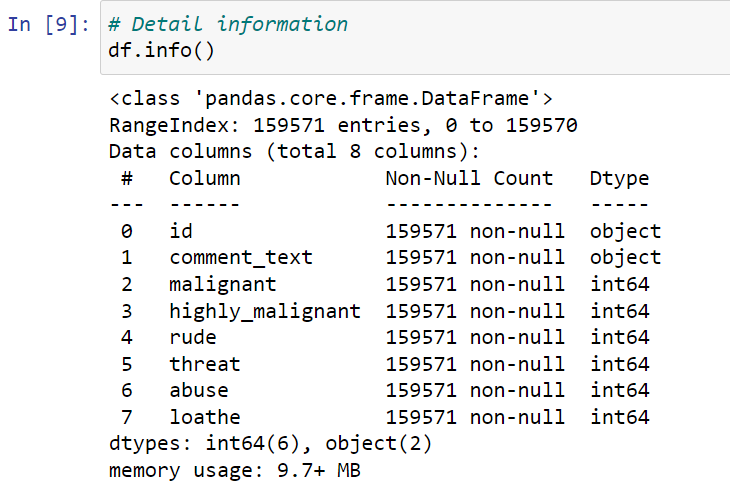 In [9]: # Detail information
df.info()
<class 'pandas.core.frame.DataFrame'>
RangeIndex: 159571 entries, 0 to 159570
Data columns (total 8 columns):
 #   Column            Non-Null Count   Dtype
---  ------            --------------   -----
 0   id                159571 non-null  object
 1   comment_text      159571 non-null  object
 2   malignant         159571 non-null  int64
 3   highly_malignant  159571 non-null  int64
 4   rude              159571 non-null  int64
 5   threat            159571 non-null  int64
 6   abuse             159571 non-null  int64
 7   loathe            159571 non-null  int64
dtypes: int64(6), object(2)
memory usage: 9.7+ MB